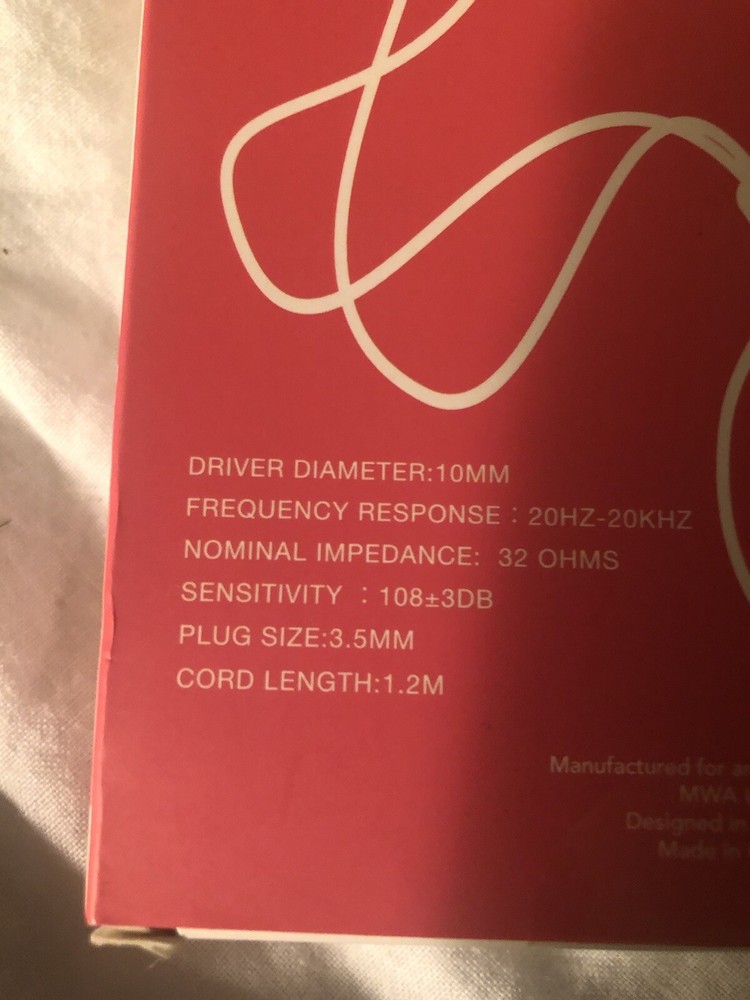 DRIVER DIAMETER:10MM
FREQUENCY RESPONSE : 20HZ-20KHZ
NOMINAL IMPEDANCE: 32 OHMS
SENSITIVITY : 108±3DB
PLUG SIZE:3.5MM
CORD LENGTH:1.2M
Manufactured for
MWA
Designed in
Made in